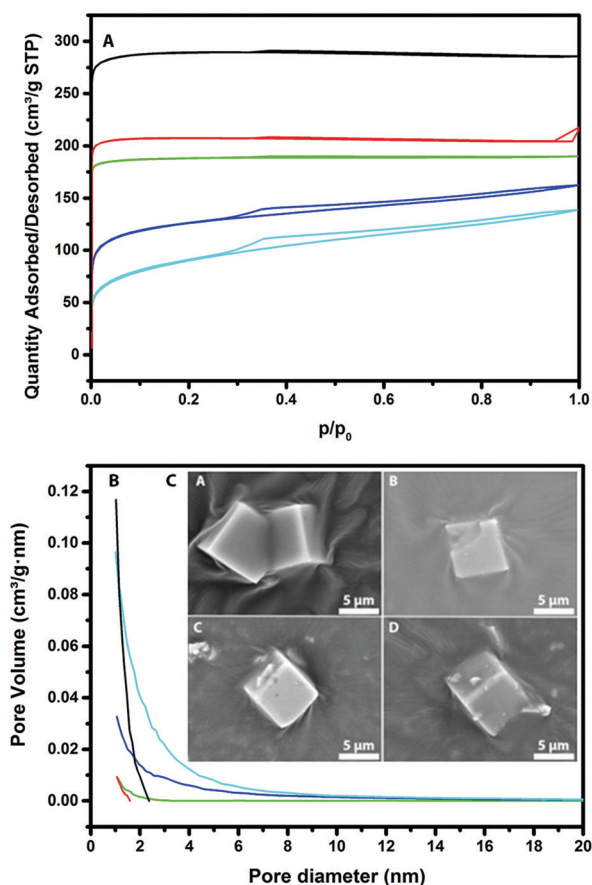 A
Quantity Adsorbed/Desorbed (cm³/g STP)
300
250
200
150
100
50
0
0.0 0.2 0.4 0.6 0.8 1.0
p/p₀
B C
A B
5 µm 5 µm
C D
5 µm 5 µm
Pore Volume (cm³/g·nm)
0.12
0.10
0.08
0.06
0.04
0.02
0.00
0 2 4 6 8 10 12 14 16 18 20
Pore diameter (nm)